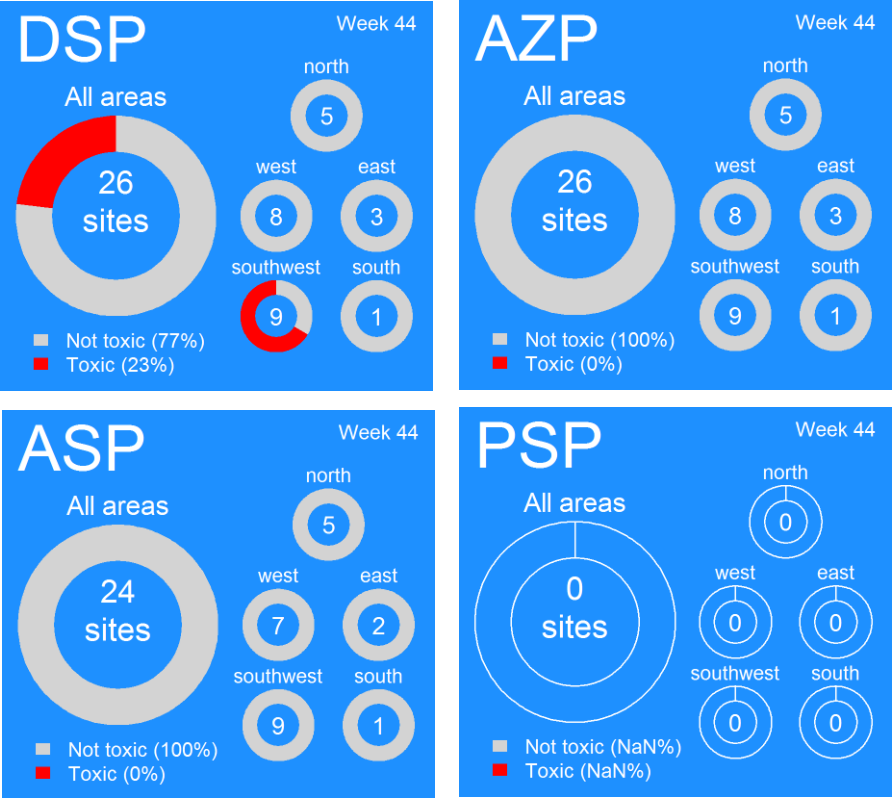 DSP
Week 44
north
All areas
5
west
east
26
sites
8
3
southwest
south
9
1
Not toxic (77%)
Toxic (23%)
AZP
Week 44
north
All areas
5
west
east
26
sites
8
3
southwest
south
9
1
Not toxic (100%)
Toxic (0%)
ASP
Week 44
north
All areas
5
west
east
24
sites
7
2
southwest
south
9
1
Not toxic (100%)
Toxic (0%)
PSP
Week 44
north
All areas
0
west
east
0
sites
0
0
southwest
south
0
0
Not toxic (NaN%)
Toxic (NaN%)